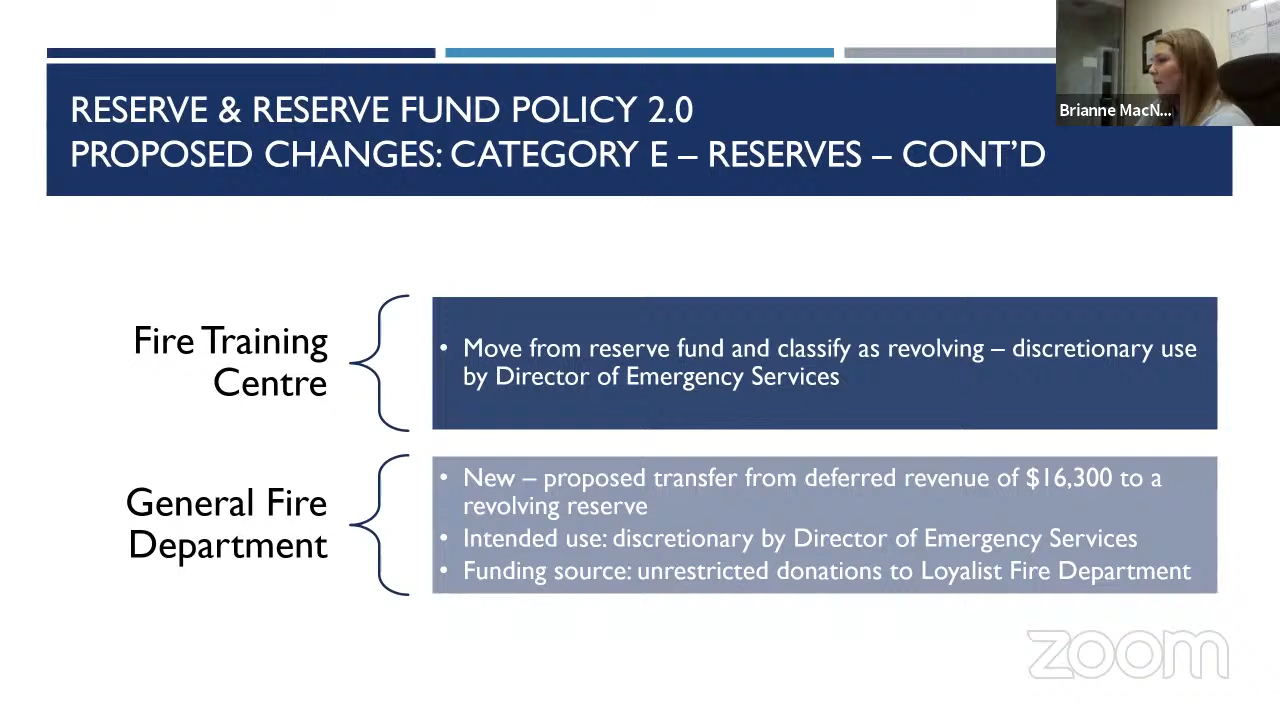 RESERVE & RESERVE FUND POLICY 2.0
PROPOSED CHANGES: CATEGORY E – RESERVES – CONT'D
Brianne MacN...
Fire Training
Centre
• Move from reserve fund and classify as revolving – discretionary use
by Director of Emergency Services
General Fire
Department
• New – proposed transfer from deferred revenue of $16,300 to a
revolving reserve
• Intended use: discretionary by Director of Emergency Services
• Funding source: unrestricted donations to Loyalist Fire Department
zoom